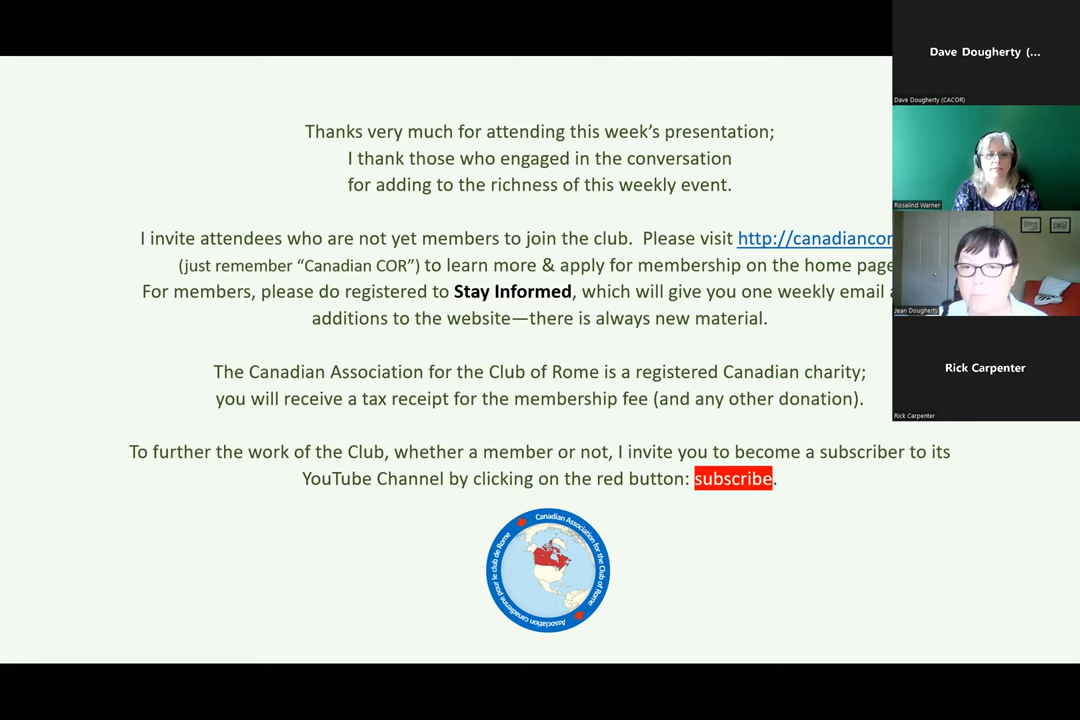 Thanks very much for attending this week's presentation;
I thank those who engaged in the conversation
for adding to the richness of this weekly event.
I invite attendees who are not yet members to join the club. Please visit http://canadiancor
(just remember “Canadian COR”) to learn more & apply for membership on the home page
For members, please do registered to Stay Informed, which will give you one weekly email
additions to the website—there is always new material.
The Canadian Association for the Club of Rome is a registered Canadian charity;
you will receive a tax receipt for the membership fee (and any other donation).
To further the work of the Club, whether a member or not, I invite you to become a subscriber to its
YouTube Channel by clicking on the red button: subscribe.
Canadian Association for the Club of Rome
Association canadienne pour le club de Rome
Dave Dougherty (...
Dave Dougherty (CACOR)
Rosalind Warner
Jean Dougherty
Rick Carpenter
Rick Carpenter